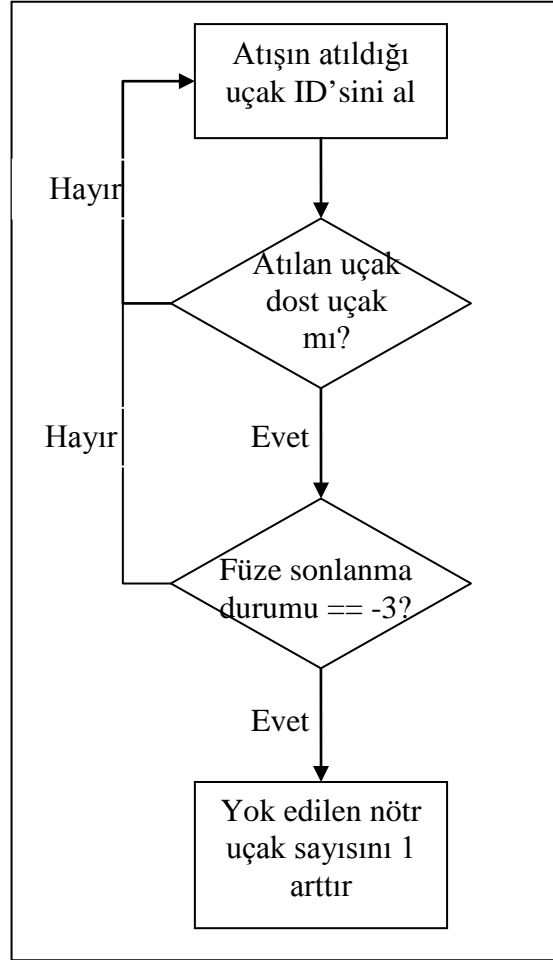 Atışın atıldığı
uçak ID’sini al
Hayır
Atılan uçak
dost uçak
mı?
Hayır
Evet
Füze sonlanma
durumu == -3?
Evet
Yok edilen nötr
uçak sayısını 1
arttır